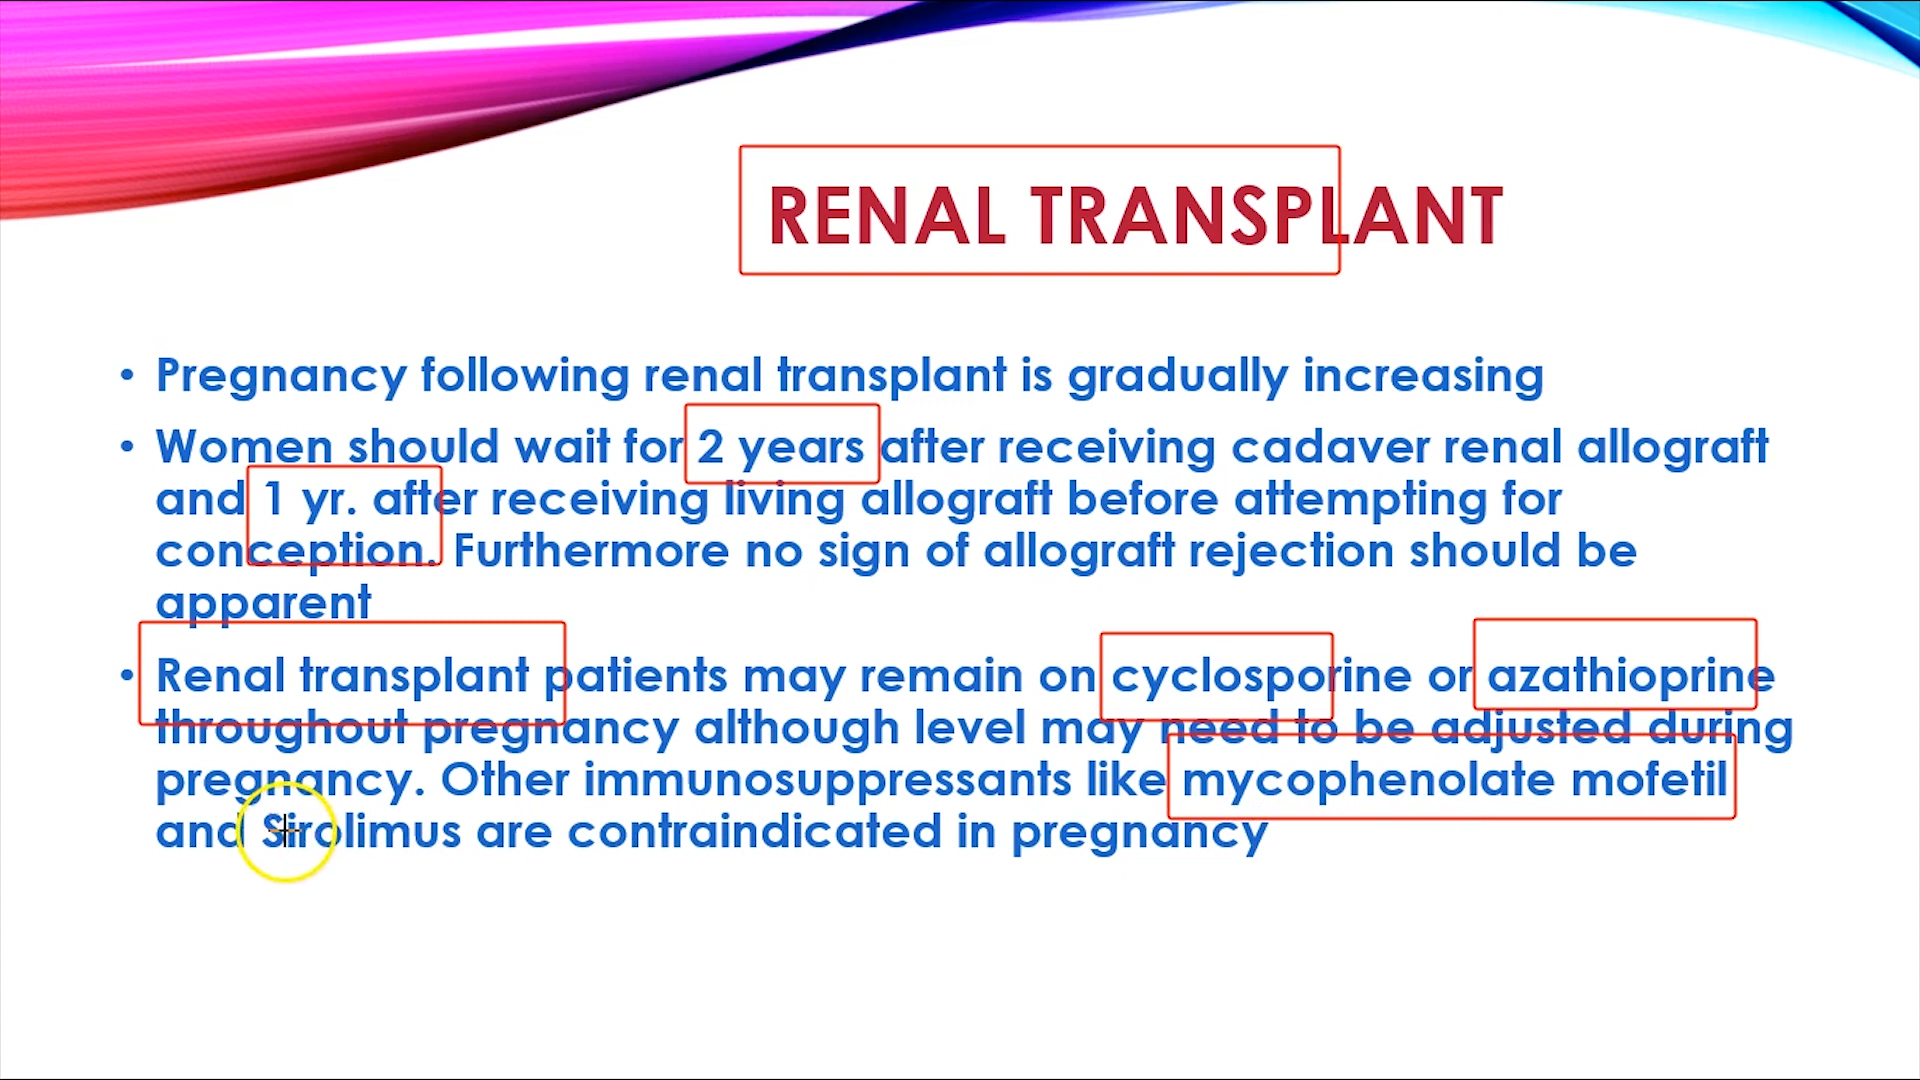 RENAL TRANSPLANT
• Pregnancy following renal transplant is gradually increasing
• Women should wait for 2 years after receiving cadaver renal allograft
and 1 yr. after receiving living allograft before attempting for
conception. Furthermore no sign of allograft rejection should be
apparent
• Renal transplant patients may remain on cyclosporine or azathioprine
throughout pregnancy although level may need to be adjusted during
pregnancy. Other immunosuppressants like mycophenolate mofetil
and Sirolimus are contraindicated in pregnancy